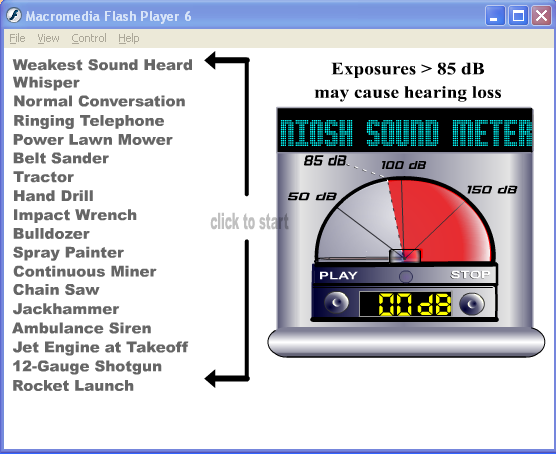 Macromedia Flash Player 6
File View Control Help
Weakest Sound Heard
Whisper
Normal Conversation
Ringing Telephone
Power Lawn Mower
Belt Sander
Tractor
Hand Drill
Impact Wrench
Bulldozer
Spray Painter
Continuous Miner
Chain Saw
Jackhammer
Ambulance Siren
Jet Engine at Takeoff
12-Gauge Shotgun
Rocket Launch
click to start
Exposures > 85 dB
may cause hearing loss
NIOSH SOUND METER
85 dB
100 dB
50 dB
150 dB
PLAY STOP
00dB